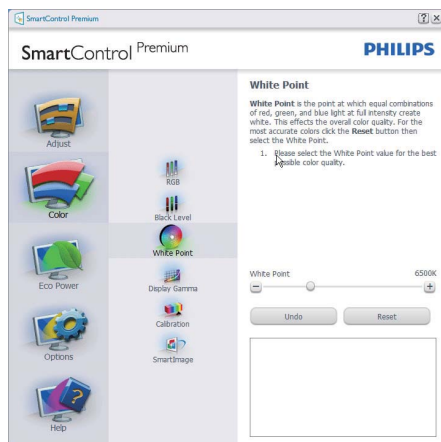 SmartControl Premium
SmartControl Premium
PHILIPS
Adjust
Color
Eco Power
Options
Help
RGB
Black Level
White Point
Display Gamma
Calibration
SmartImage
White Point
White Point is the point at which equal combinations
of red, green, and blue light at full intensity create
white. This effects the overall color quality. For the
most accurate colors click the Reset button then
select the White Point.
1. Please select the White Point value for the best
possible color quality.
White Point 6500K
Undo Reset